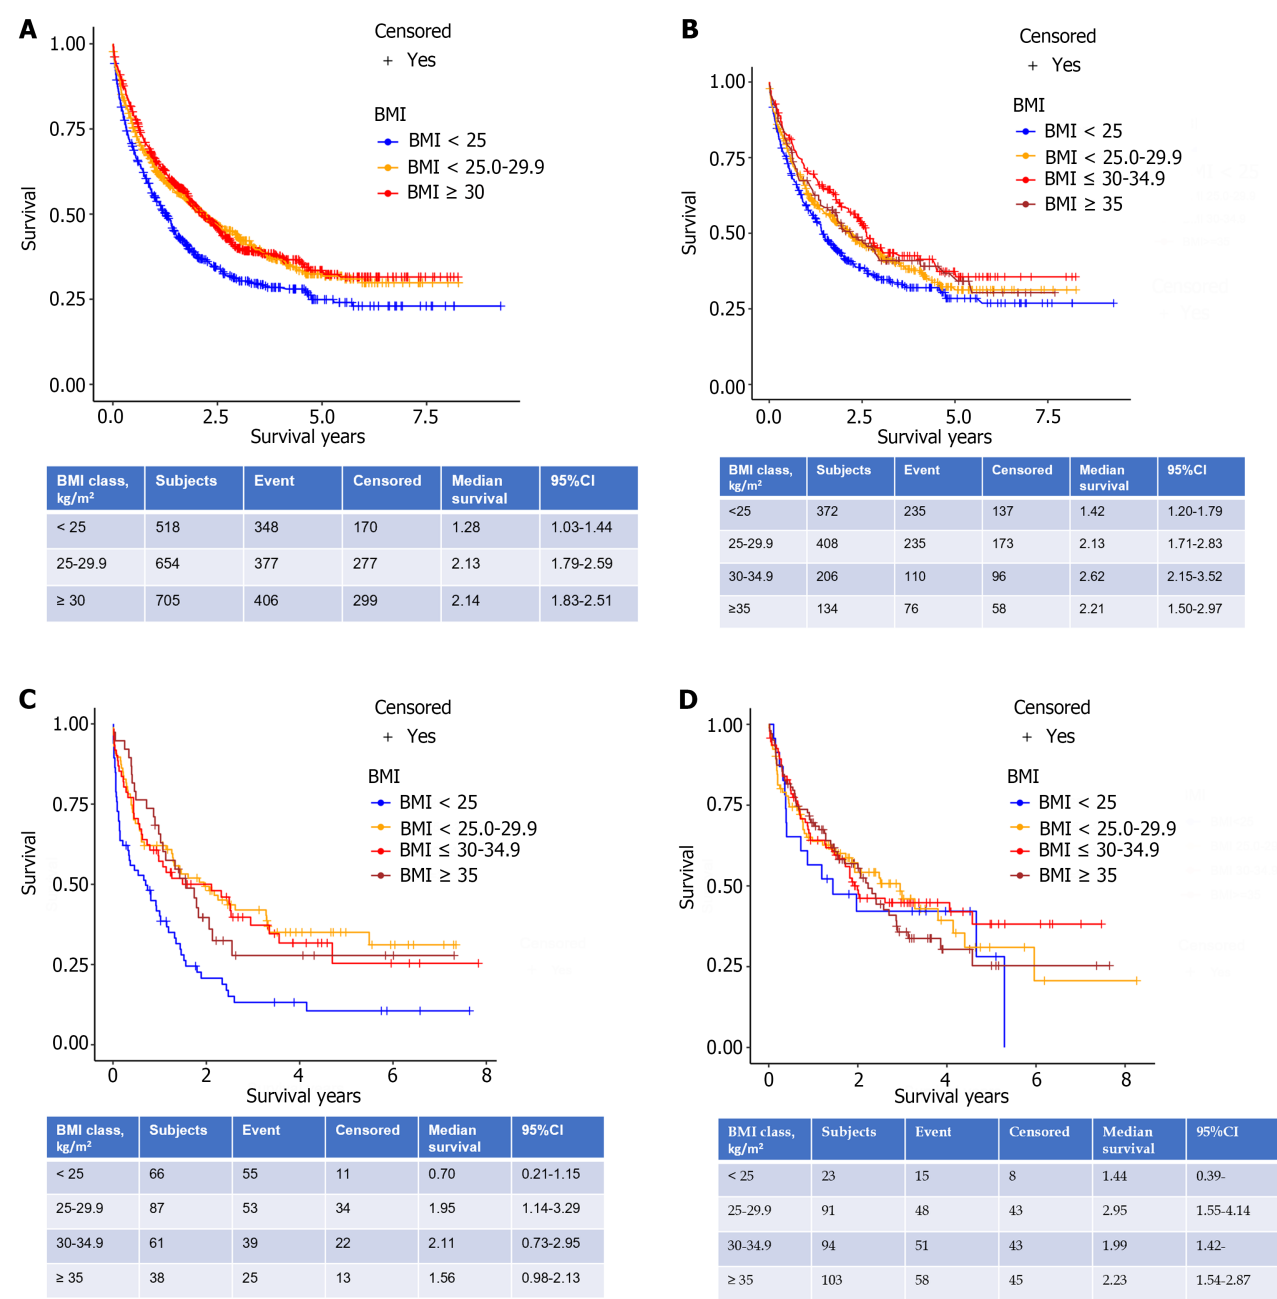 A
Censored
Yes
BMI
BMI < 25
BMI < 25.0-29.9
BMI ≥ 30
1.00
0.75
0.50
0.25
0.00
Survival
0.0 2.5 5.0 7.5
Survival years
BMI class, kg/m² Subjects Event Censored Median survival 95%CI
< 25 518 348 170 1.28 1.03-1.44
25-29.9 654 377 277 2.13 1.79-2.59
≥ 30 705 406 299 2.14 1.83-2.51
B
Censored
Yes
BMI
BMI < 25
BMI < 25.0-29.9
BMI ≤ 30-34.9
BMI ≥ 35
1.00
0.75
0.50
0.25
0.00
Survival
0.0 2.5 5.0 7.5
Survival years
BMI class, kg/m² Subjects Event Censored Median survival 95%CI
<25 372 235 137 1.42 1.20-1.79
25-29.9 408 235 173 2.13 1.71-2.83
30-34.9 206 110 96 2.62 2.15-3.52
≥35 134 76 58 2.21 1.50-2.97
C
Censored
Yes
BMI
BMI < 25
BMI < 25.0-29.9
BMI ≤ 30-34.9
BMI ≥ 35
1.00
0.75
0.50
0.25
0.00
Survival
0 2 4 6 8
Survival years
BMI class, kg/m² Subjects Event Censored Median survival 95%CI
< 25 66 55 11 0.70 0.21-1.15
25-29.9 87 53 34 1.95 1.14-3.29
30-34.9 61 39 22 2.11 0.73-2.95
≥ 35 38 25 13 1.56 0.98-2.13
D
Censored
Yes
BMI
BMI < 25
BMI < 25.0-29.9
BMI ≤ 30-34.9
BMI ≥ 35
1.00
0.75
0.50
0.25
0.00
Survival
0 2 4 6 8
Survival years
BMI class, kg/m² Subjects Event Censored Median survival 95%CI
< 25 23 15 8 1.44 0.39-
25-29.9 91 48 43 2.95 1.55-4.14
30-34.9 94 51 43 1.99 1.42-
≥ 35 103 58 45 2.23 1.54-2.87